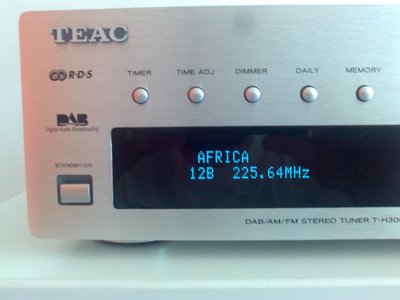 TEAC
R·D·S
TIMER TIME ADJ DIMMER DAILY MEMORY
DAB
Digital Audio Broadcasting
STANDBY/ON
AFRICA
12B 225.64MHz
DAB/AM/FM STEREO TUNER T-H300